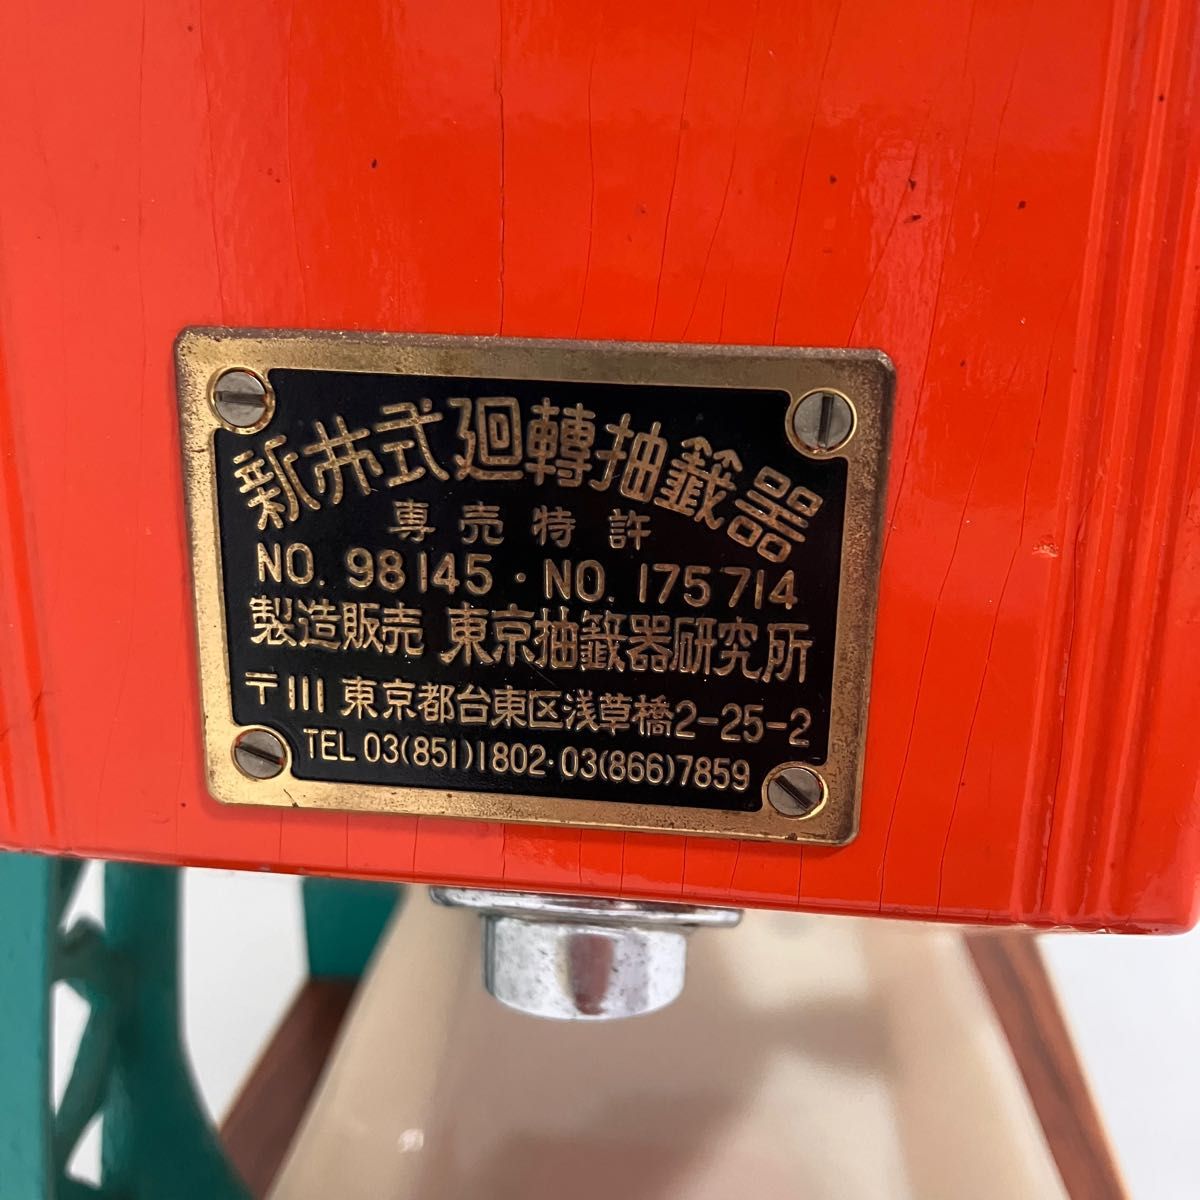 新井式廻轉抽籤器
専売特許
NO. 98145・NO. 175714
製造販売 東京抽籤器研究所
〒111 東京都台東区浅草橋2-25-2
TEL 03(851)1802・03(866)7859